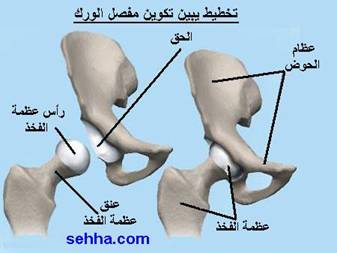 تخطيط يبين تكوين مفصل الورك
عظام
الحوض
الحق
رأس عظمة
الفخذ
عنق
عظمة الفخذ
عظمة الفخذ
sehha.com